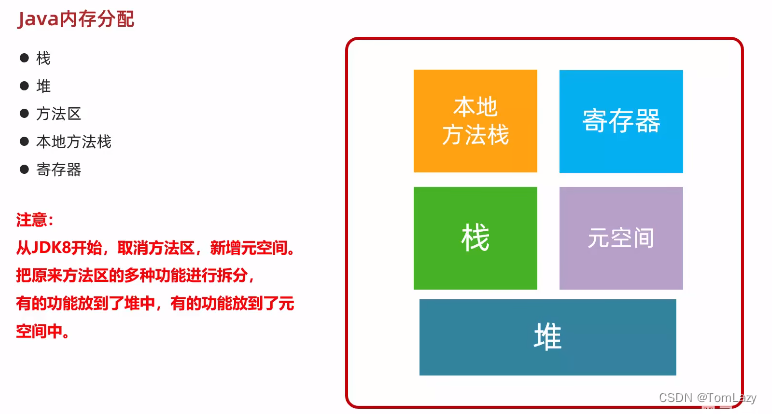 Java内存分配
栈
堆
方法区
本地方法栈
寄存器
注意：
从JDK8开始，取消方法区，新增元空间。
把原来方法区的多种功能进行拆分，
有的功能放到了堆中，有的功能放到了元
空间中。
本地
方法栈
寄存器
栈
元空间
堆
CSDN @TomLazy